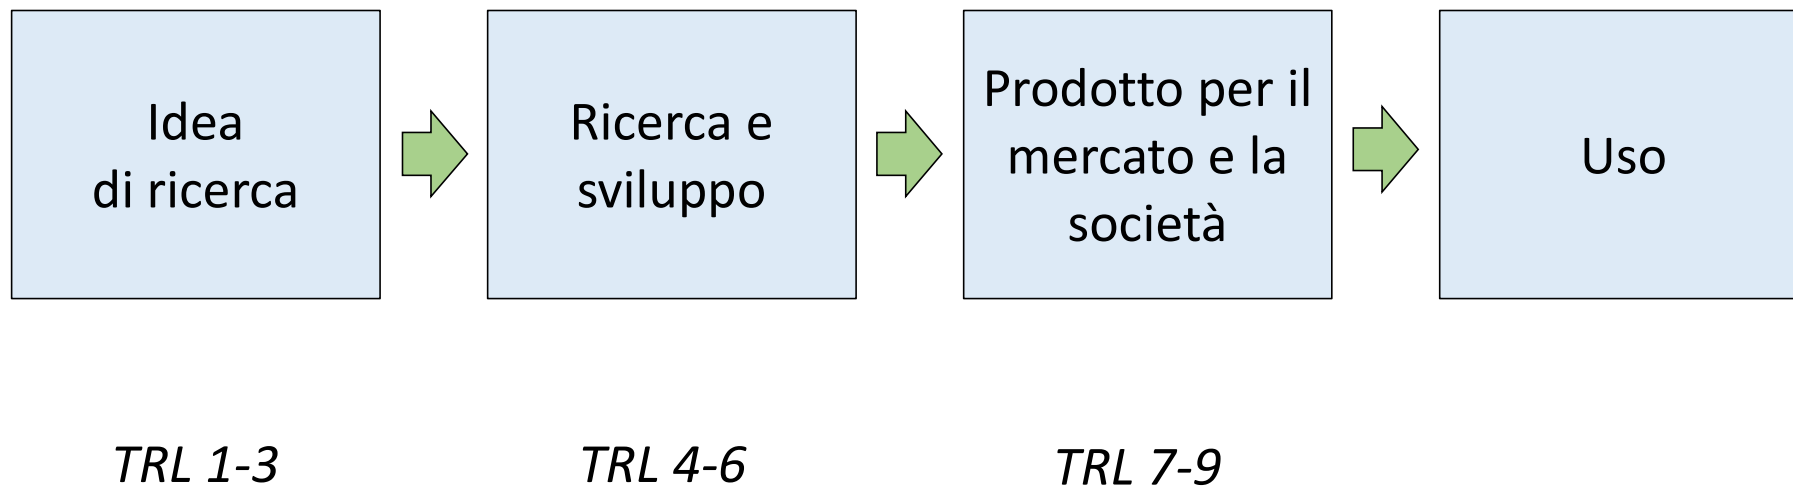 Idea
di ricerca
Ricerca e
sviluppo
Prodotto per il
mercato e la
società
Uso
TRL 1-3
TRL 4-6
TRL 7-9